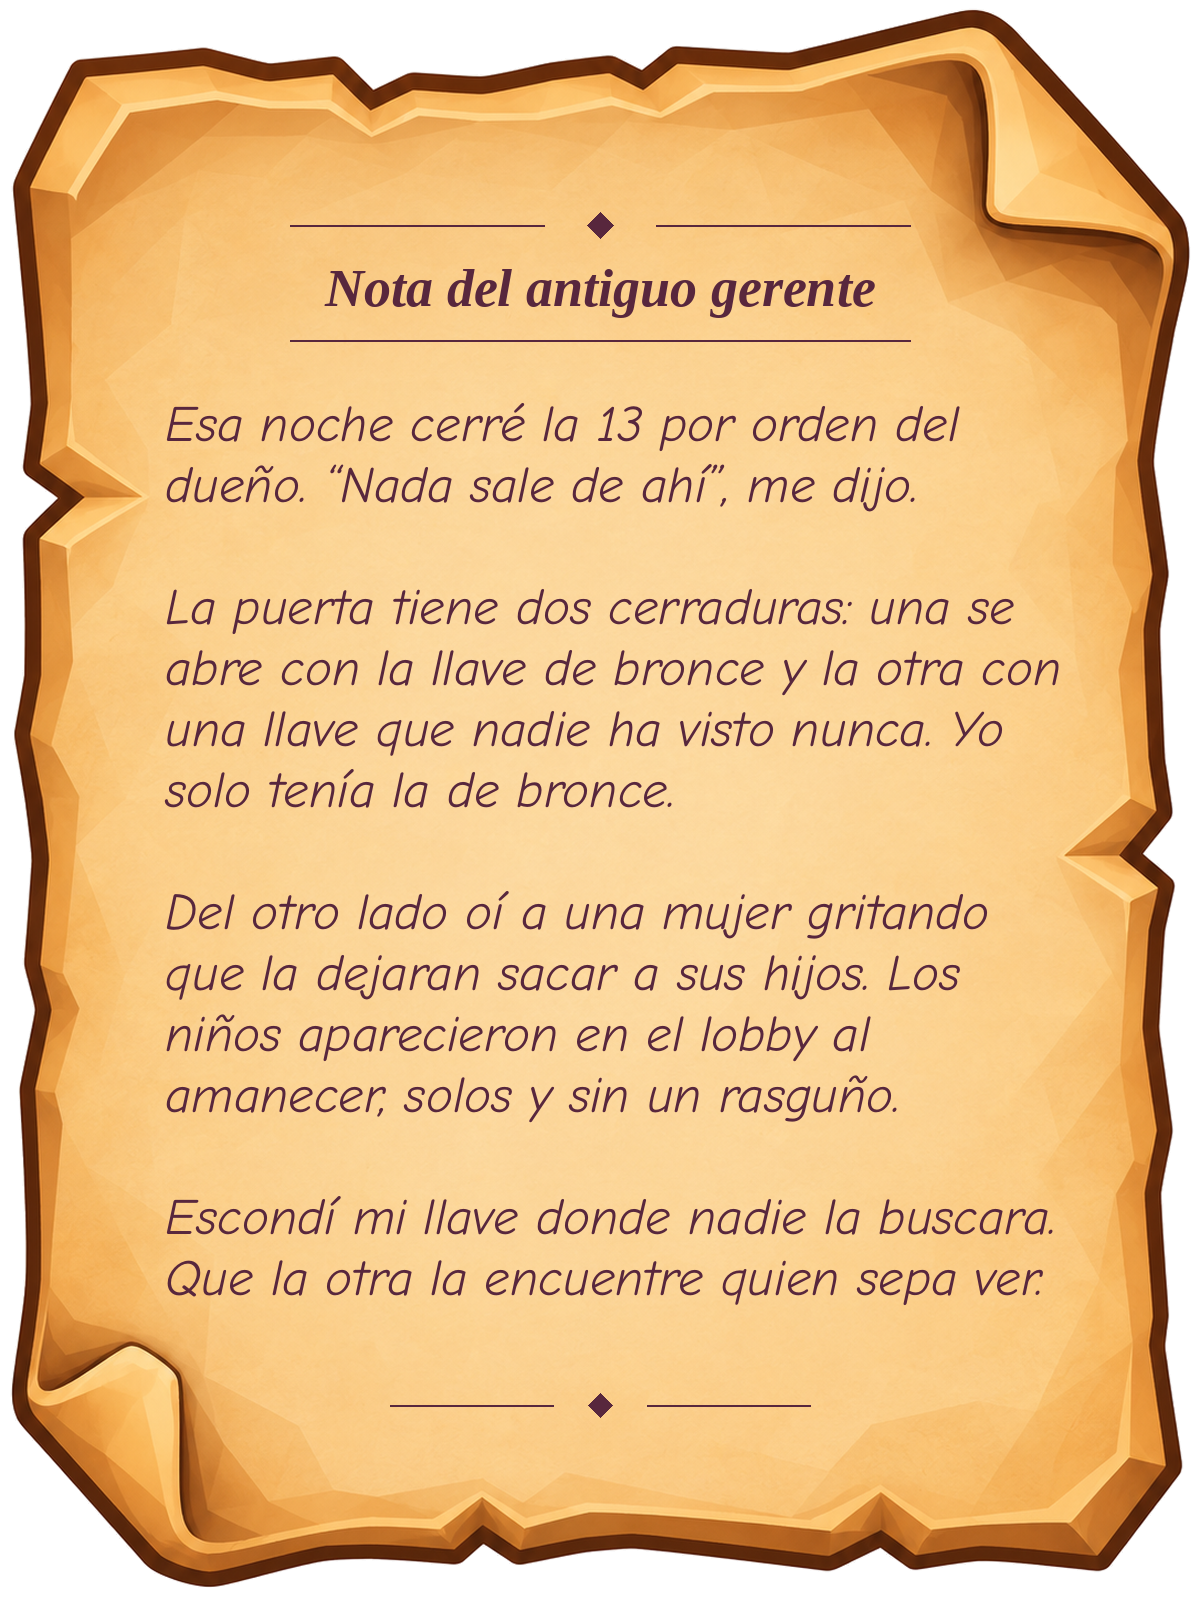 Nota del antiguo gerente
Esa noche cerré la 13 por orden del
dueño. “Nada sale de ahí”, me dijo.
La puerta tiene dos cerraduras: una se
abre con la llave de bronce y la otra con
una llave que nadie ha visto nunca. Yo
solo tenía la de bronce.
Del otro lado oí a una mujer gritando
que la dejaran sacar a sus hijos. Los
niños aparecieron en el lobby al
amanecer, solos y sin un rasguño.
Escondí mi llave donde nadie la buscara.
Que la otra la encuentre quien sepa ver.